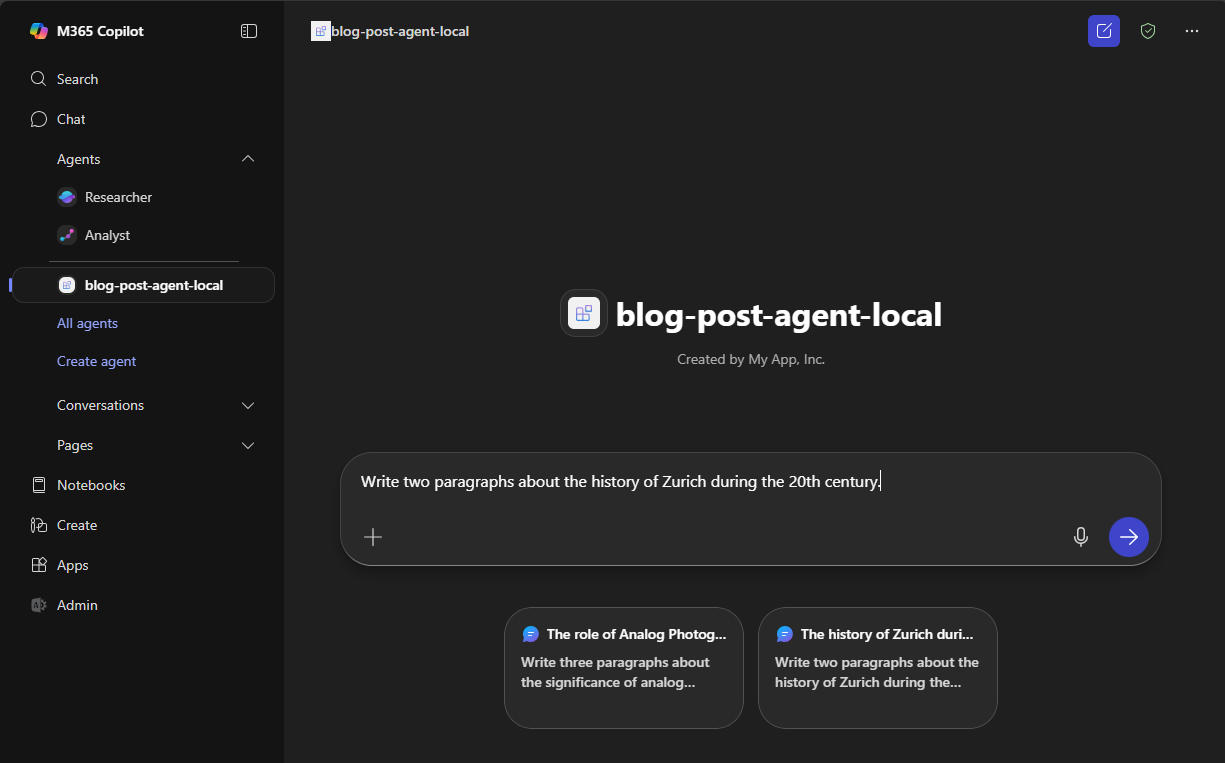 M365 Copilot
Search
Chat
Agents
Researcher
Analyst
blog-post-agent-local
All agents
Create agent
Conversations
Pages
Notebooks
Create
Apps
Admin
blog-post-agent-local
blog-post-agent-local
Created by My App, Inc.
Write two paragraphs about the history of Zurich during the 20th century.
The role of Analog Photog...
Write three paragraphs about
the significance of analog...
The history of Zurich duri...
Write two paragraphs about the
history of Zurich during the...